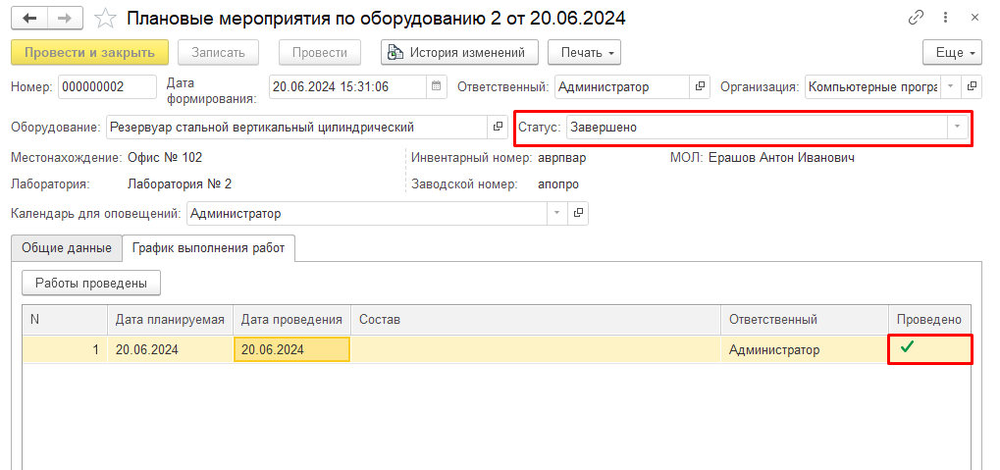 Плановые мероприятия по оборудованию 2 от 20.06.2024
Провести и закрыть Записать Провести История изменений Печать Еще
Номер: 000000002 Дата формирования: 20.06.2024 15:31:06 Ответственный: Администратор Организация: Компьютерные програ
Оборудование: Резервуар стальной вертикальный цилиндрический Статус: Завершено
Местонахождение: Офис № 102 Инвентарный номер: аврпвар МОЛ: Ерашов Антон Иванович
Лаборатория: Лаборатория № 2 Заводской номер: апопро
Календарь для оповещений: Администратор
Общие данные График выполнения работ
Работы проведены
N Дата планируемая Дата проведения Состав Ответственный Проведено
1 20.06.2024 20.06.2024 Администратор